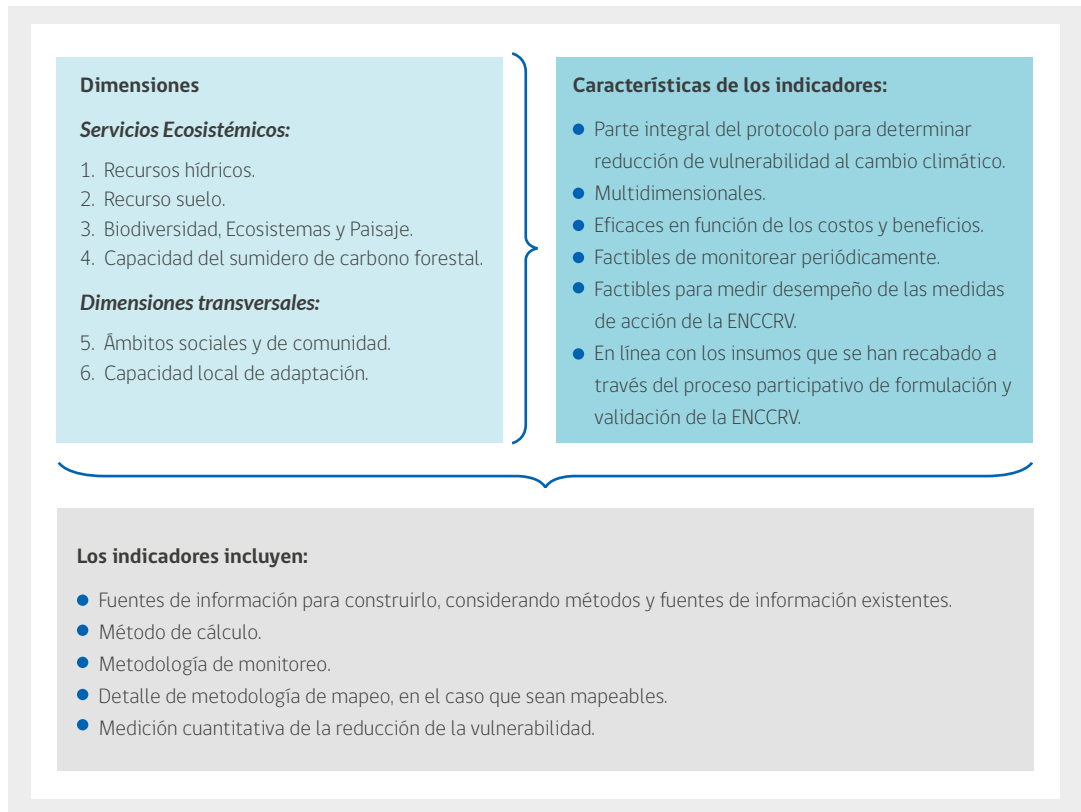 Dimensiones
Servicios Ecosistémicos:
1. Recursos hídricos.
2. Recurso suelo.
3. Biodiversidad, Ecosistemas y Paisaje.
4. Capacidad del sumidero de carbono forestal.
Dimensiones transversales:
5. Ámbitos sociales y de comunidad.
6. Capacidad local de adaptación.
Características de los indicadores:
● Parte integral del protocolo para determinar
reducción de vulnerabilidad al cambio climático.
● Multidimensionales.
● Eficaces en función de los costos y beneficios.
● Factibles de monitorear periódicamente.
● Factibles para medir desempeño de las medidas
de acción de la ENCCRV.
● En línea con los insumos que se han recabado a
través del proceso participativo de formulación y
validación de la ENCCRV.
Los indicadores incluyen:
● Fuentes de información para construirlo, considerando métodos y fuentes de información existentes.
● Método de cálculo.
● Metodología de monitoreo.
● Detalle de metodología de mapeo, en el caso que sean mapeables.
● Medición cuantitativa de la reducción de la vulnerabilidad.